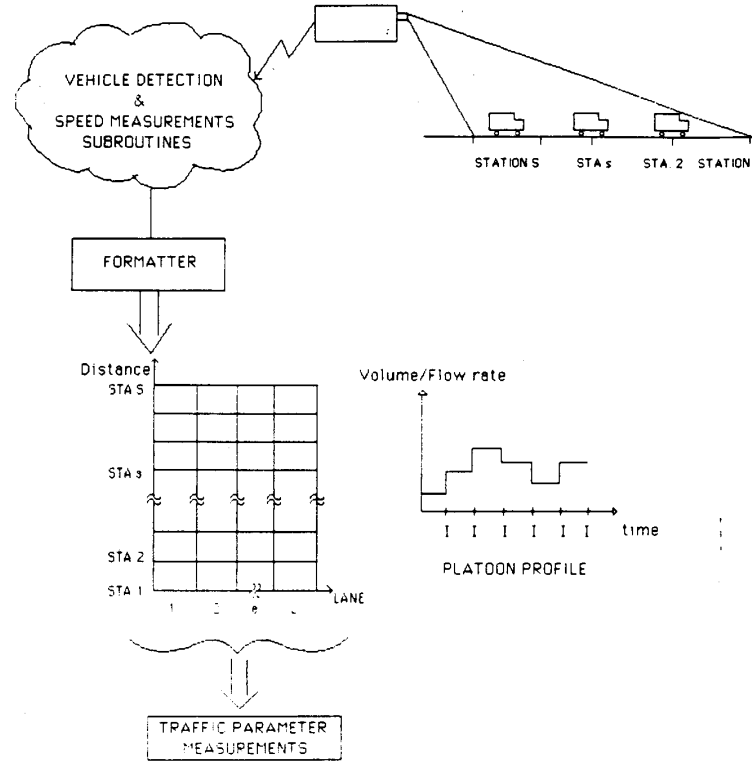 VEHICLE DETECTION
&
SPEED MEASUREMENTS
SUBROUTINES
STATION S STA s STA. 2 STATION
FORMATTER
Distance
STA S
STA s
STA 2
STA 1
LANE
1 e
Volume/Flow rate
I I I I I I
time
PLATOON PROFILE
TRAFFIC PARAMETER
MEASUREMENTS